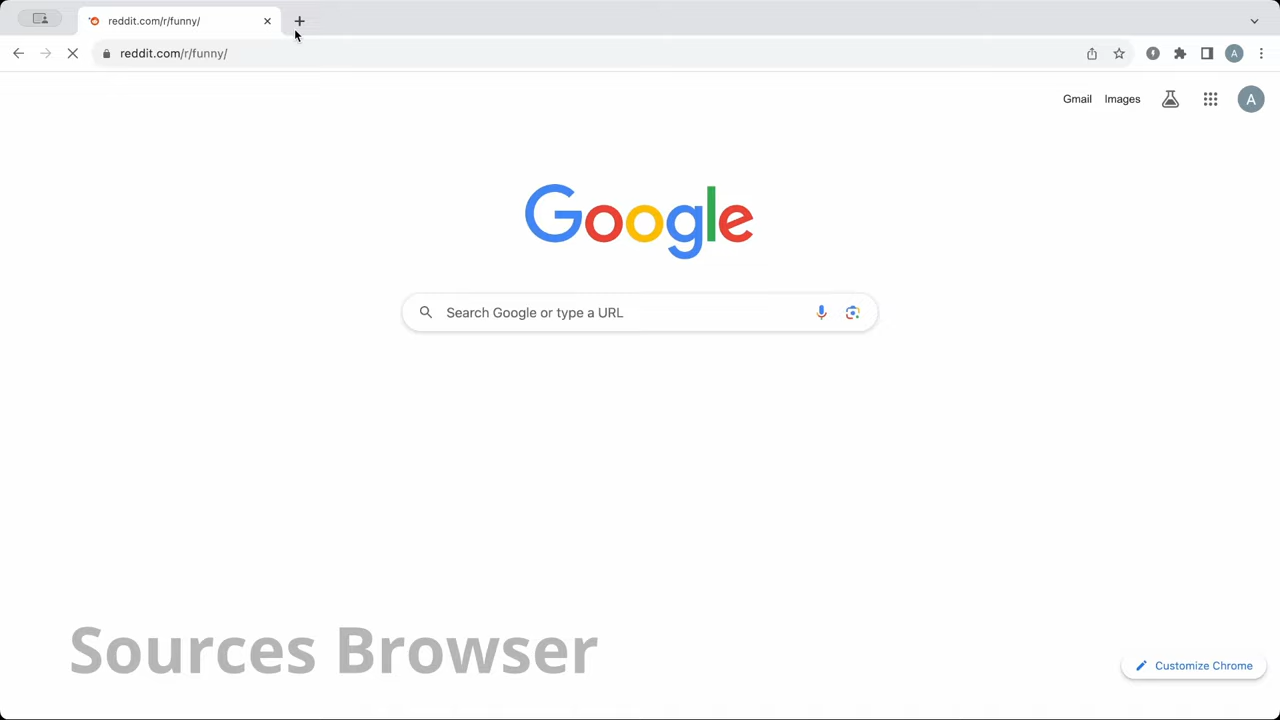 reddit.com/r/funny/
reddit.com/r/funny/
A
Gmail Images
A
Google
Search Google or type a URL
Sources Browser
Customize Chrome